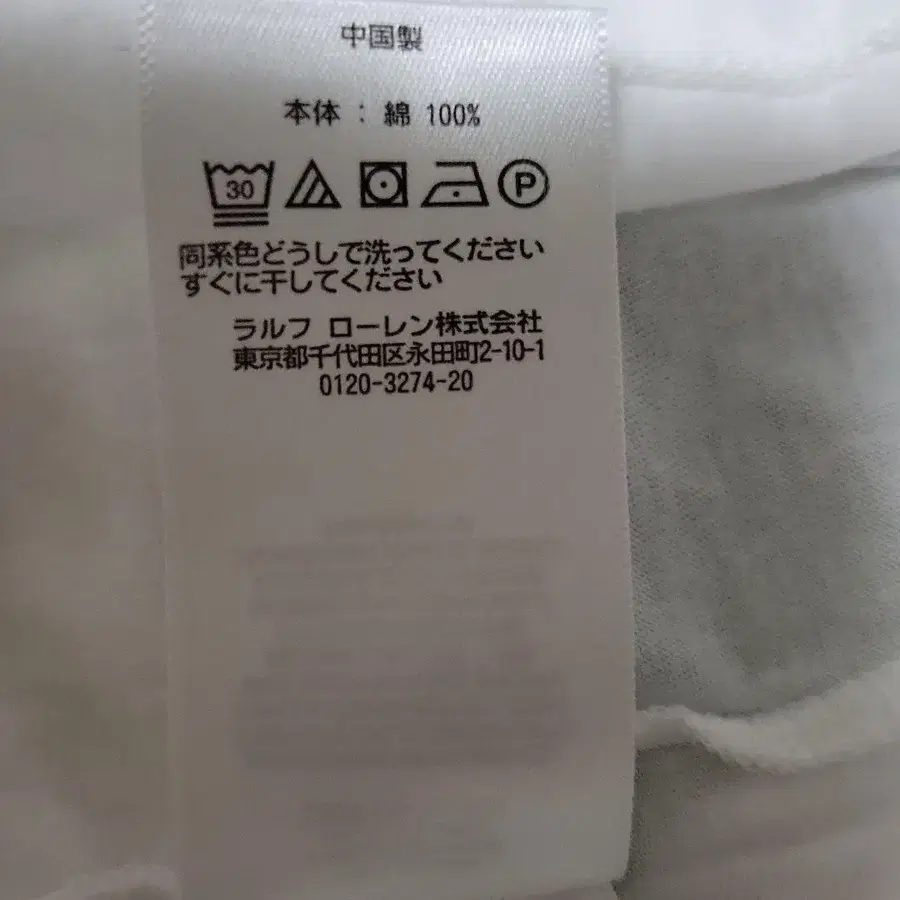 中国製
本体 : 綿 100%
30
P
同系色どうしで洗ってください
すぐに干してください
ラルフ ローレン株式会社
東京都千代田区永田町2-10-1
0120-3274-20